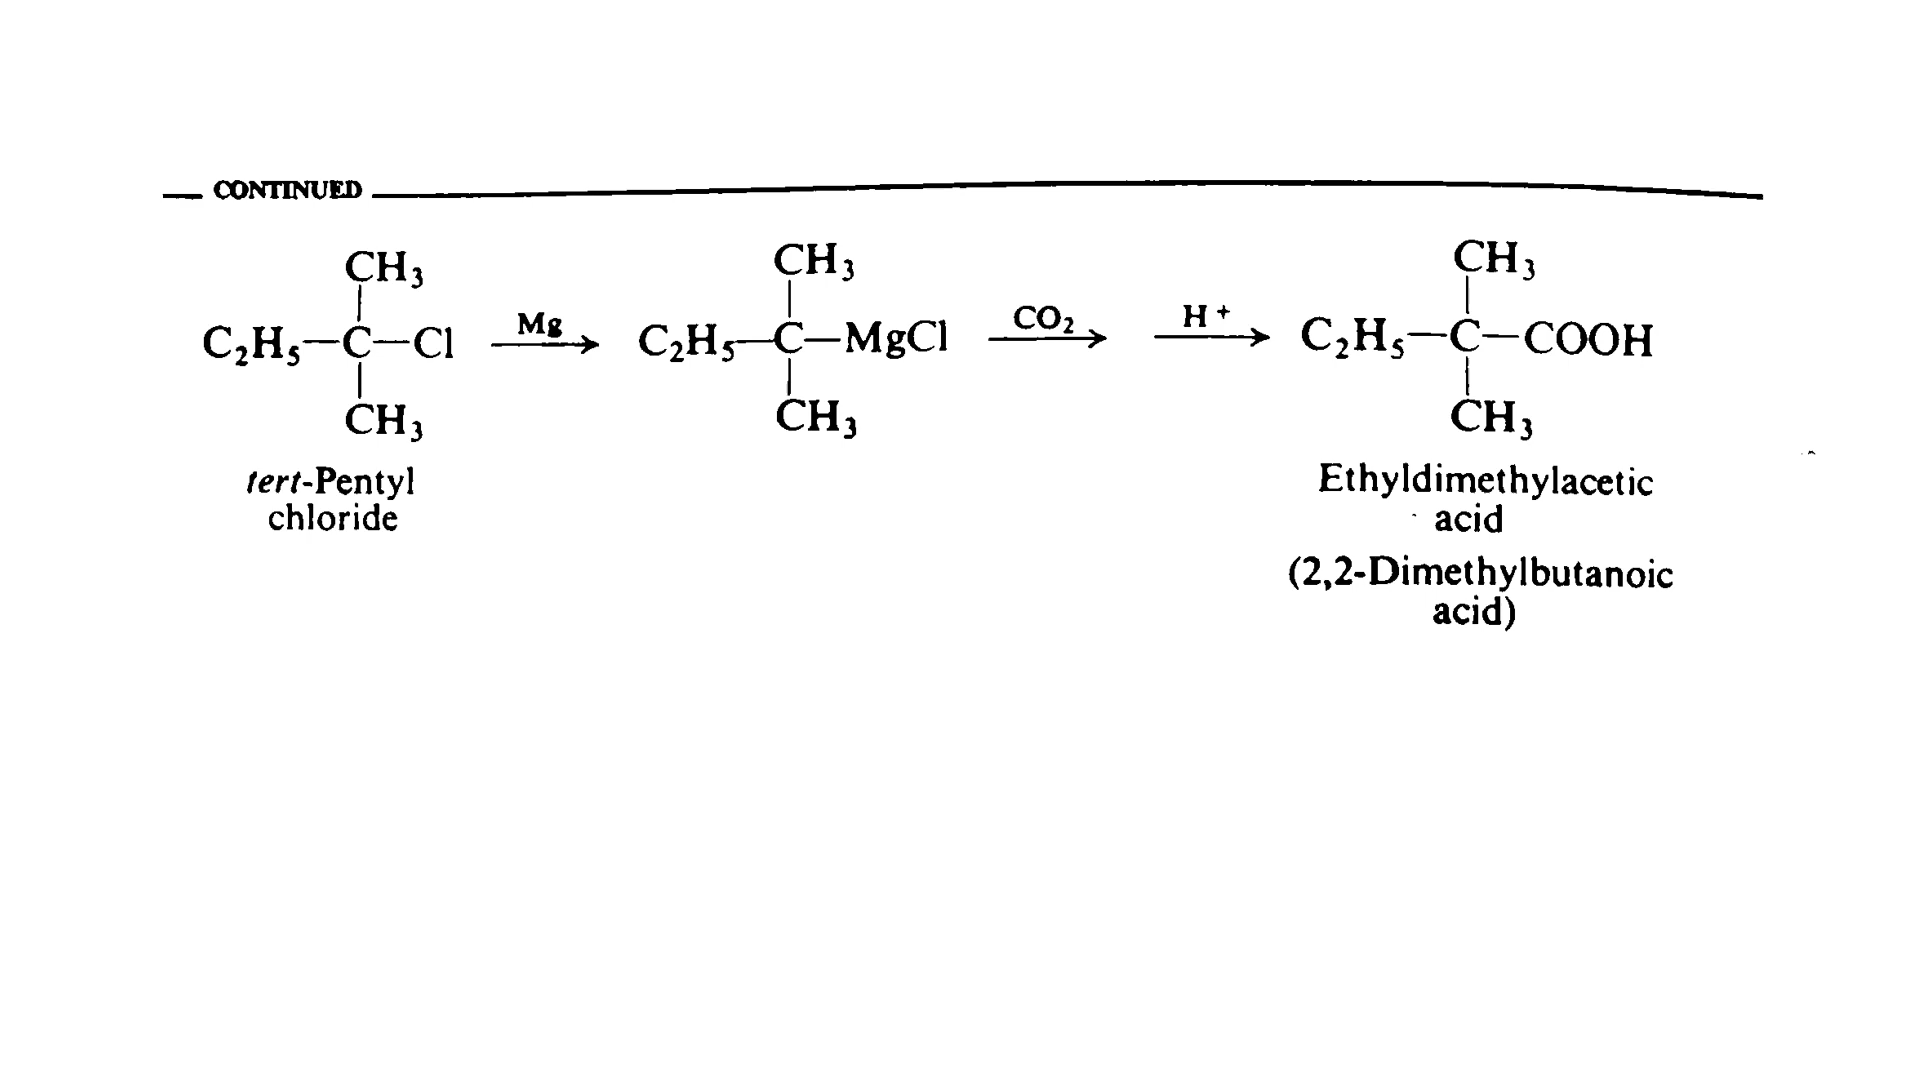 CONTINUED
CH₃ CH₃ CH₃
C₂H₅—C—Cl Mg→ C₂H₅—C—MgCl CO₂→ H⁺→ C₂H₅—C—COOH
CH₃ CH₃ CH₃
tert-Pentyl
chloride
Ethyldimethylacetic
acid
(2,2-Dimethylbutanoic
acid)